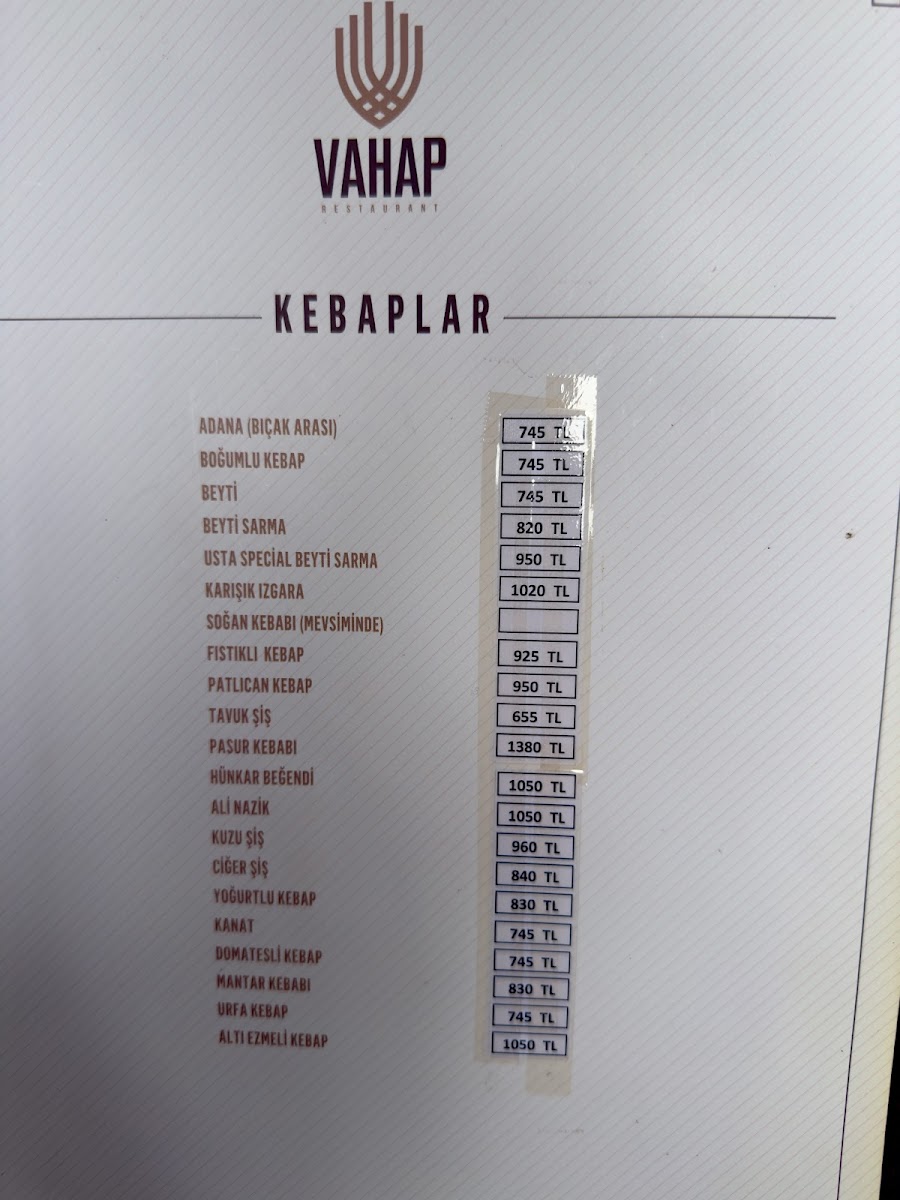 VAHAP
RESTAURANT
KEBAPLAR
ADANA (BIÇAK ARASI) 745 TL
BOĞUMLU KEBAP 745 TL
BEYTİ 745 TL
BEYTİ SARMA 820 TL
USTA SPECİAL BEYTİ SARMA 950 TL
KARIŞIK IZGARA 1020 TL
SOĞAN KEBABI (MEVSİMİNDE)
FISTIKLI KEBAP 925 TL
PATLICAN KEBAP 950 TL
TAVUK ŞİŞ 655 TL
PASUR KEBABI 1380 TL
HÜNKAR BEĞENDİ 1050 TL
ALİ NAZİK 1050 TL
KUZU ŞİŞ 960 TL
CİĞER ŞİŞ 840 TL
YOĞURTLU KEBAP 830 TL
KANAT 745 TL
DOMATESLİ KEBAP 745 TL
MANTAR KEBABI 830 TL
URFA KEBAP 745 TL
ALTI EZMELİ KEBAP 1050 TL